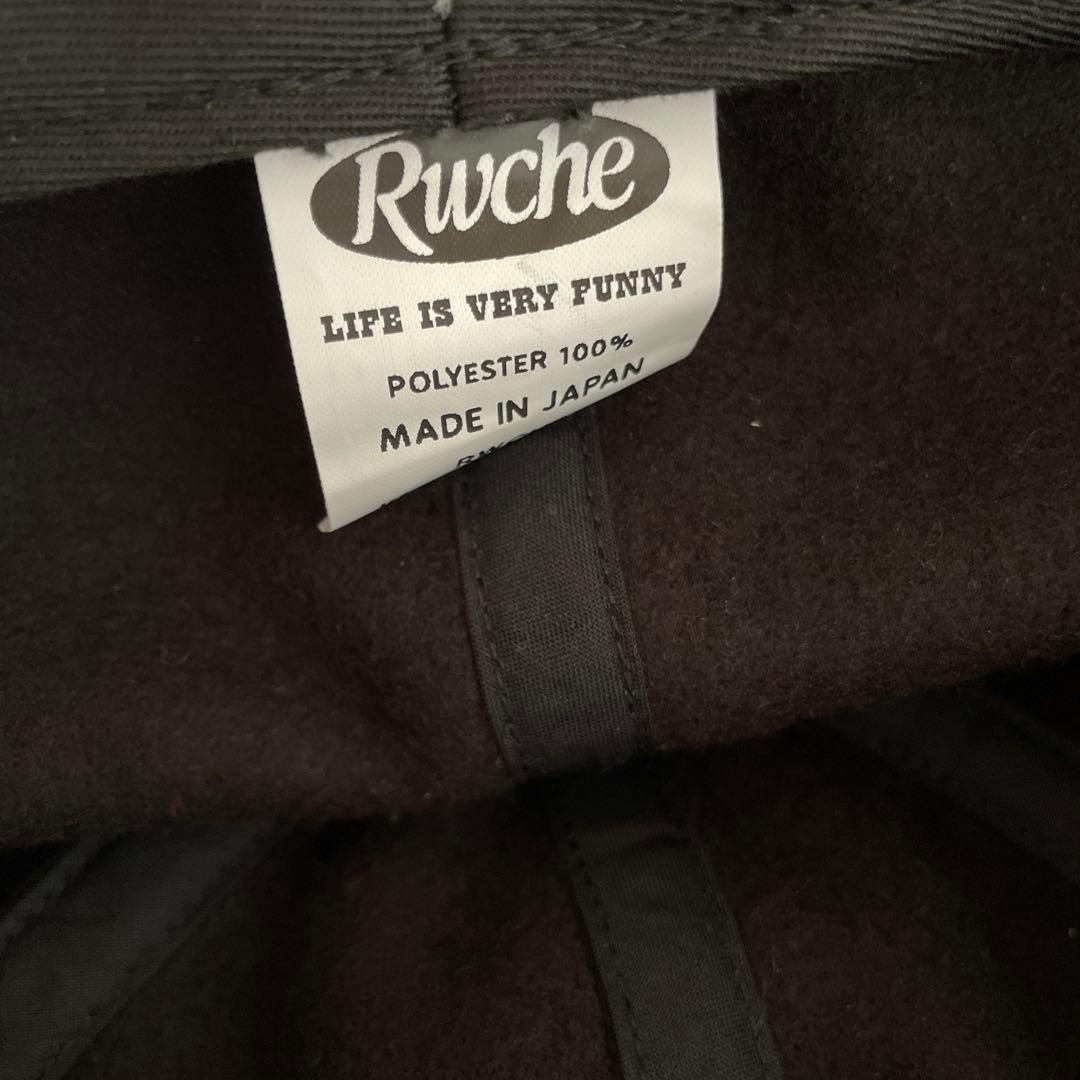 Rwche
LIFE IS VERY FUNNY
POLYESTER 100%
MADE IN JAPAN